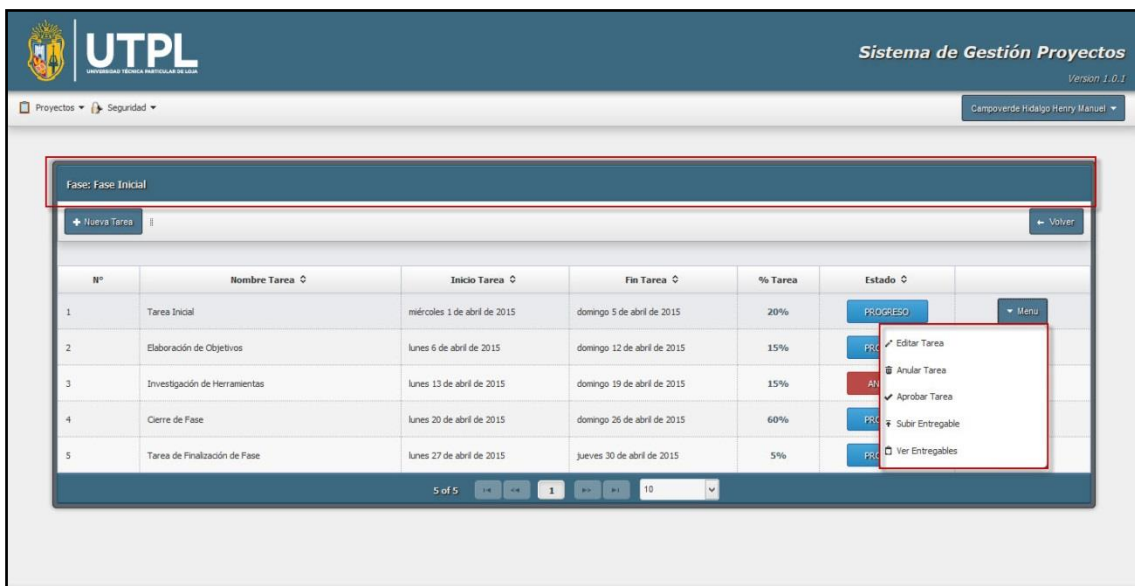 UTPL
UNIVERSIDAD TÉCNICA PARTICULAR DE LOJA
Sistema de Gestión Proyectos
Version 1.0.1
Proyectos Seguridad Campoverde Hidalgo Henry Manuel
Fase: Fase Inicial
Nueva Tarea Volver
N° Nombre Tarea Inicio Tarea Fin Tarea % Tarea Estado
1 Tarea Inicial miércoles 1 de abril de 2015 domingo 5 de abril de 2015 20% PROGRESO Menu
2 Elaboración de Objetivos lunes 6 de abril de 2015 domingo 12 de abril de 2015 15% PRO
Editar Tarea
3 Investigación de Herramientas lunes 13 de abril de 2015 domingo 19 de abril de 2015 15% AN
Anular Tarea
Aprobar Tarea
4 Cierre de Fase lunes 20 de abril de 2015 domingo 26 de abril de 2015 60% PRO
Subir Entregable
5 Tarea de Finalización de Fase lunes 27 de abril de 2015 jueves 30 de abril de 2015 5% PRO
Ver Entregables
5 of 5 1 10